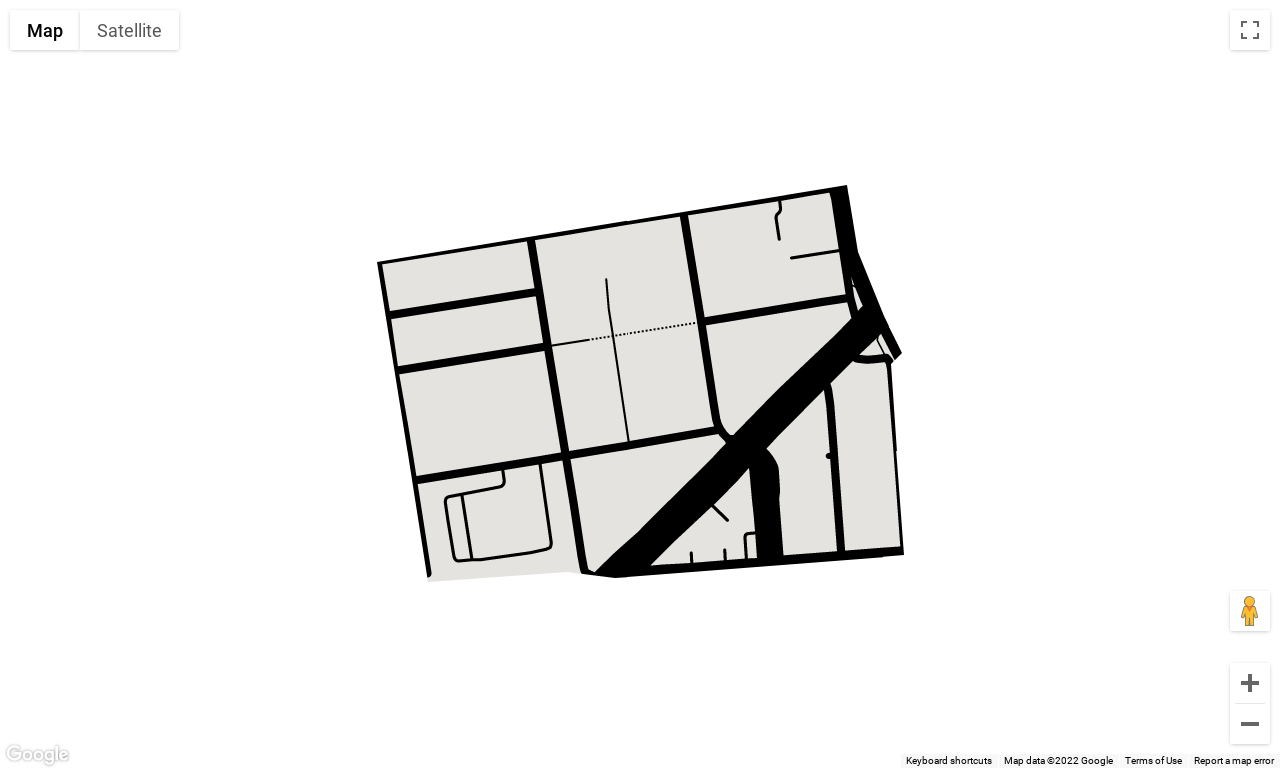 Map Satellite
Google
Keyboard shortcuts Map data ©2022 Google Terms of Use Report a map error